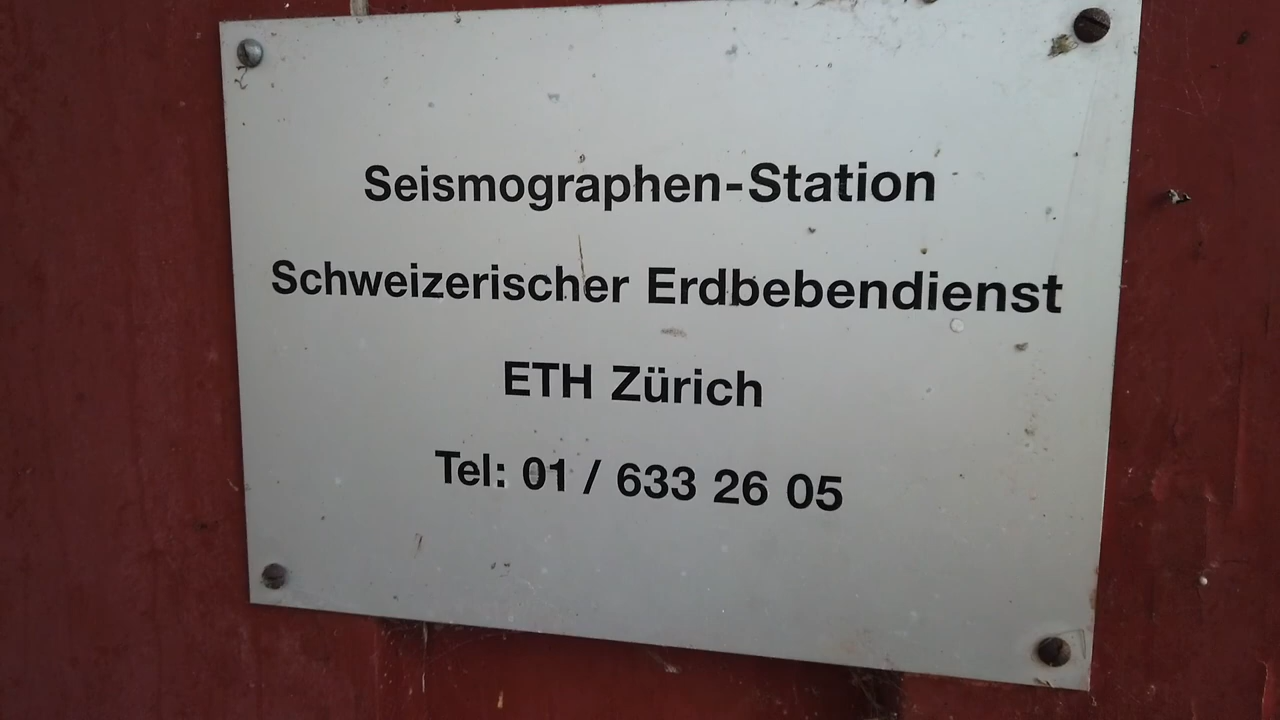 Seismographen-Station
Schweizerischer Erdbebendienst
ETH Zürich
Tel: 01 / 633 26 05